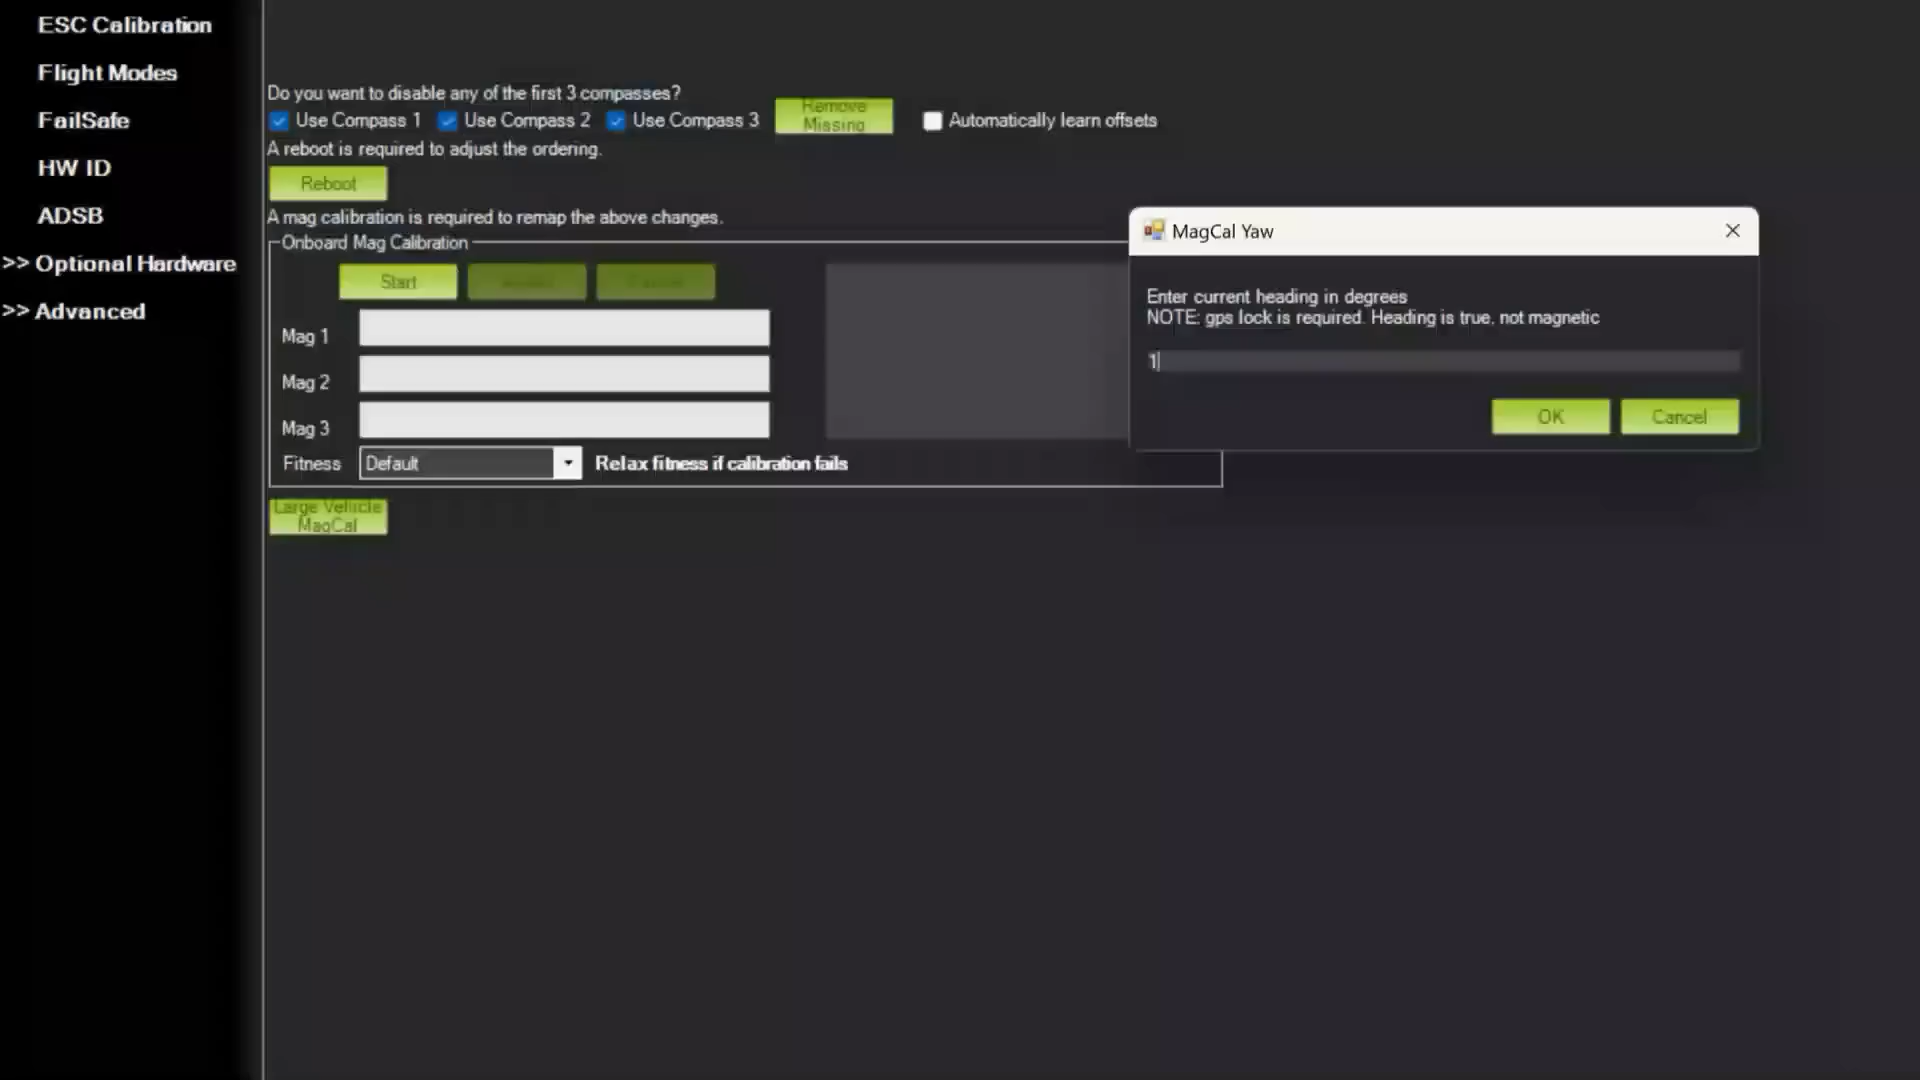 ESC Calibration
Flight Modes
FailSafe
HW ID
ADSB
>> Optional Hardware
>> Advanced
Do you want to disable any of the first 3 compasses?
Use Compass 1 Use Compass 2 Use Compass 3
Remove
Missing
Automatically learn offsets
A reboot is required to adjust the ordering.
Reboot
A mag calibration is required to remap the above changes.
Onboard Mag Calibration
Start
Mag 1
Mag 2
Mag 3
Fitness Default Relax fitness if calibration fails
Large Vehicle
MagCal
MagCal Yaw
Enter current heading in degrees
NOTE: gps lock is required. Heading is true, not magnetic
1
OK Cancel